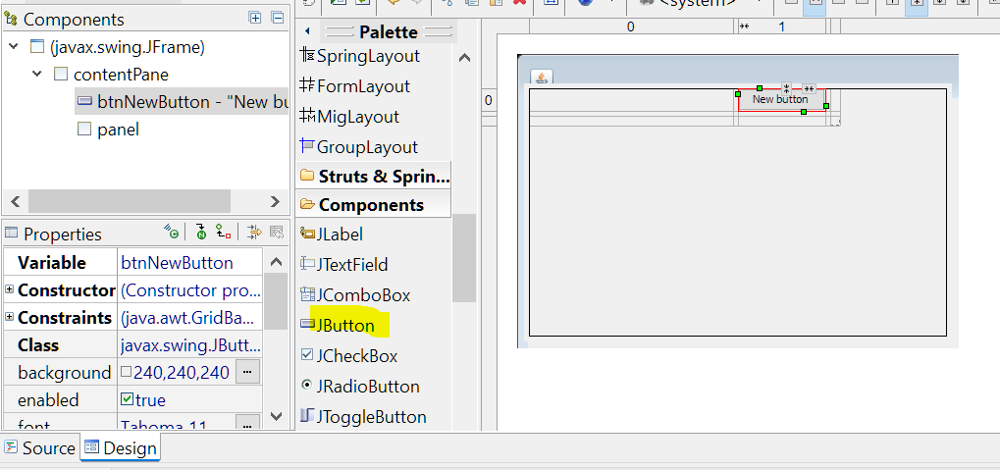 <system>
Components
(javax.swing.JFrame)
contentPane
btnNewButton - "New bu
panel
Properties
Variable btnNewButton
Constructor (Constructor pro...
Constraints (java.awt.GridBa...
Class javax.swing.JButt...
background 240,240,240 ...
enabled true
font Tahoma 11 ...
Source Design
Palette
SpringLayout
FormLayout
MigLayout
GroupLayout
Struts & Sprin...
Components
JLabel
JTextField
JComboBox
JButton
JCheckBox
JRadioButton
JToggleButton
0 1
0
New button